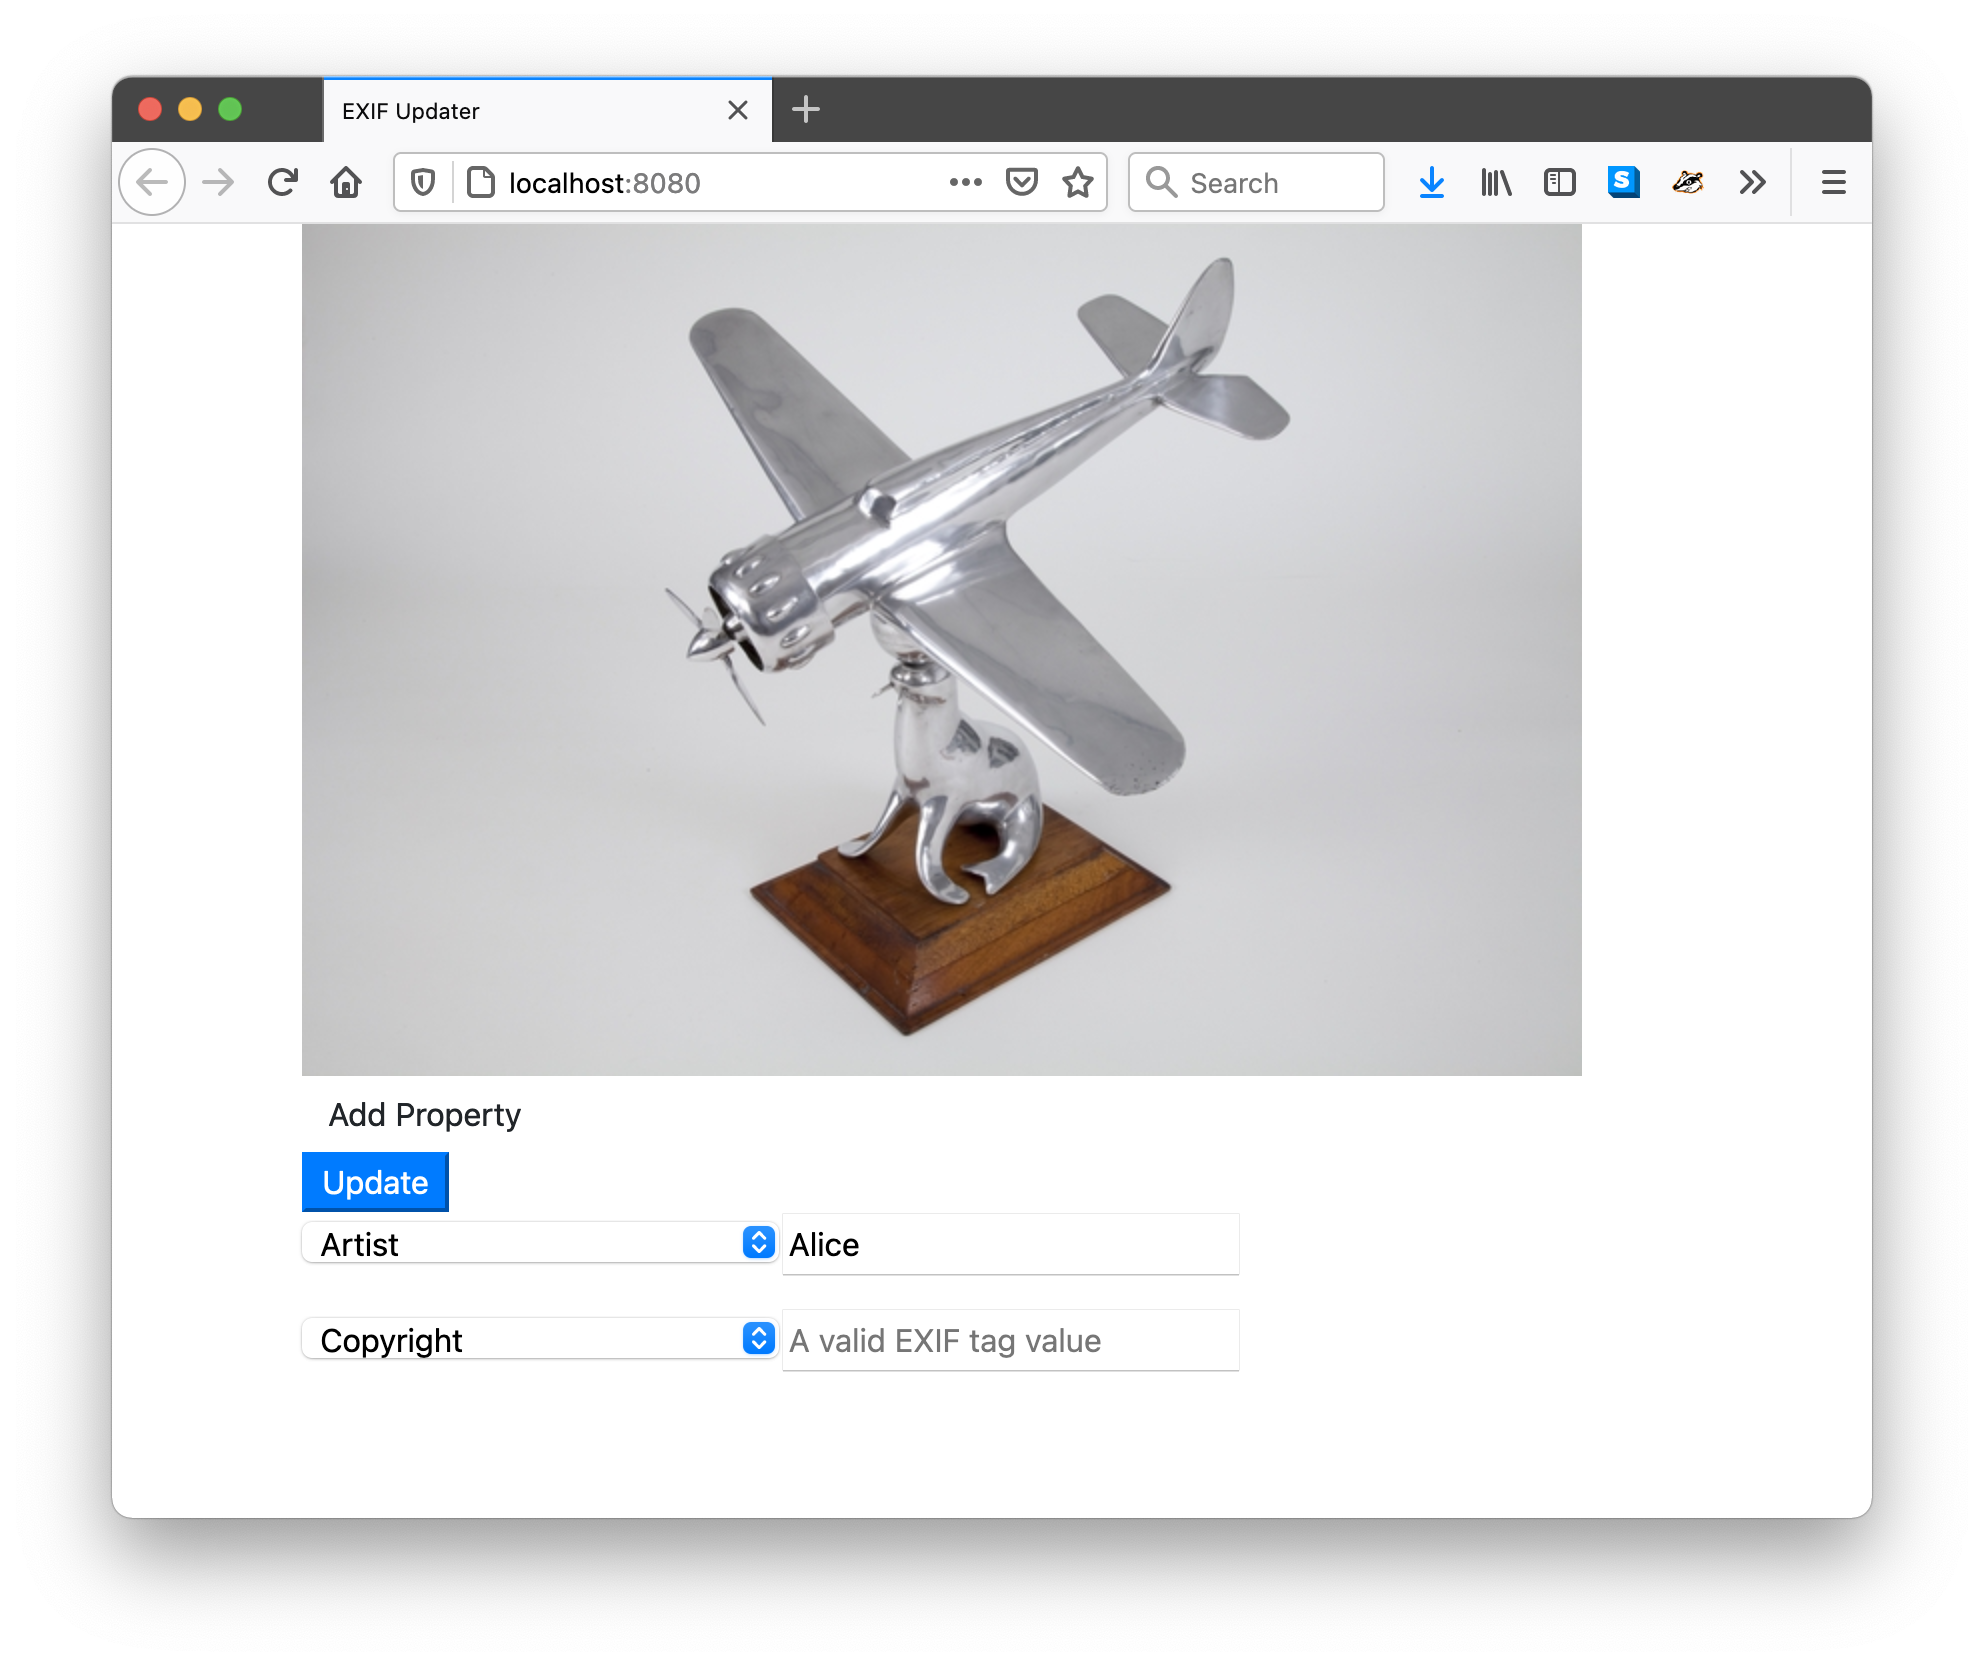 EXIF Updater
localhost:8080
Search
S
Add Property
Update
Artist
Alice
Copyright
A valid EXIF tag value